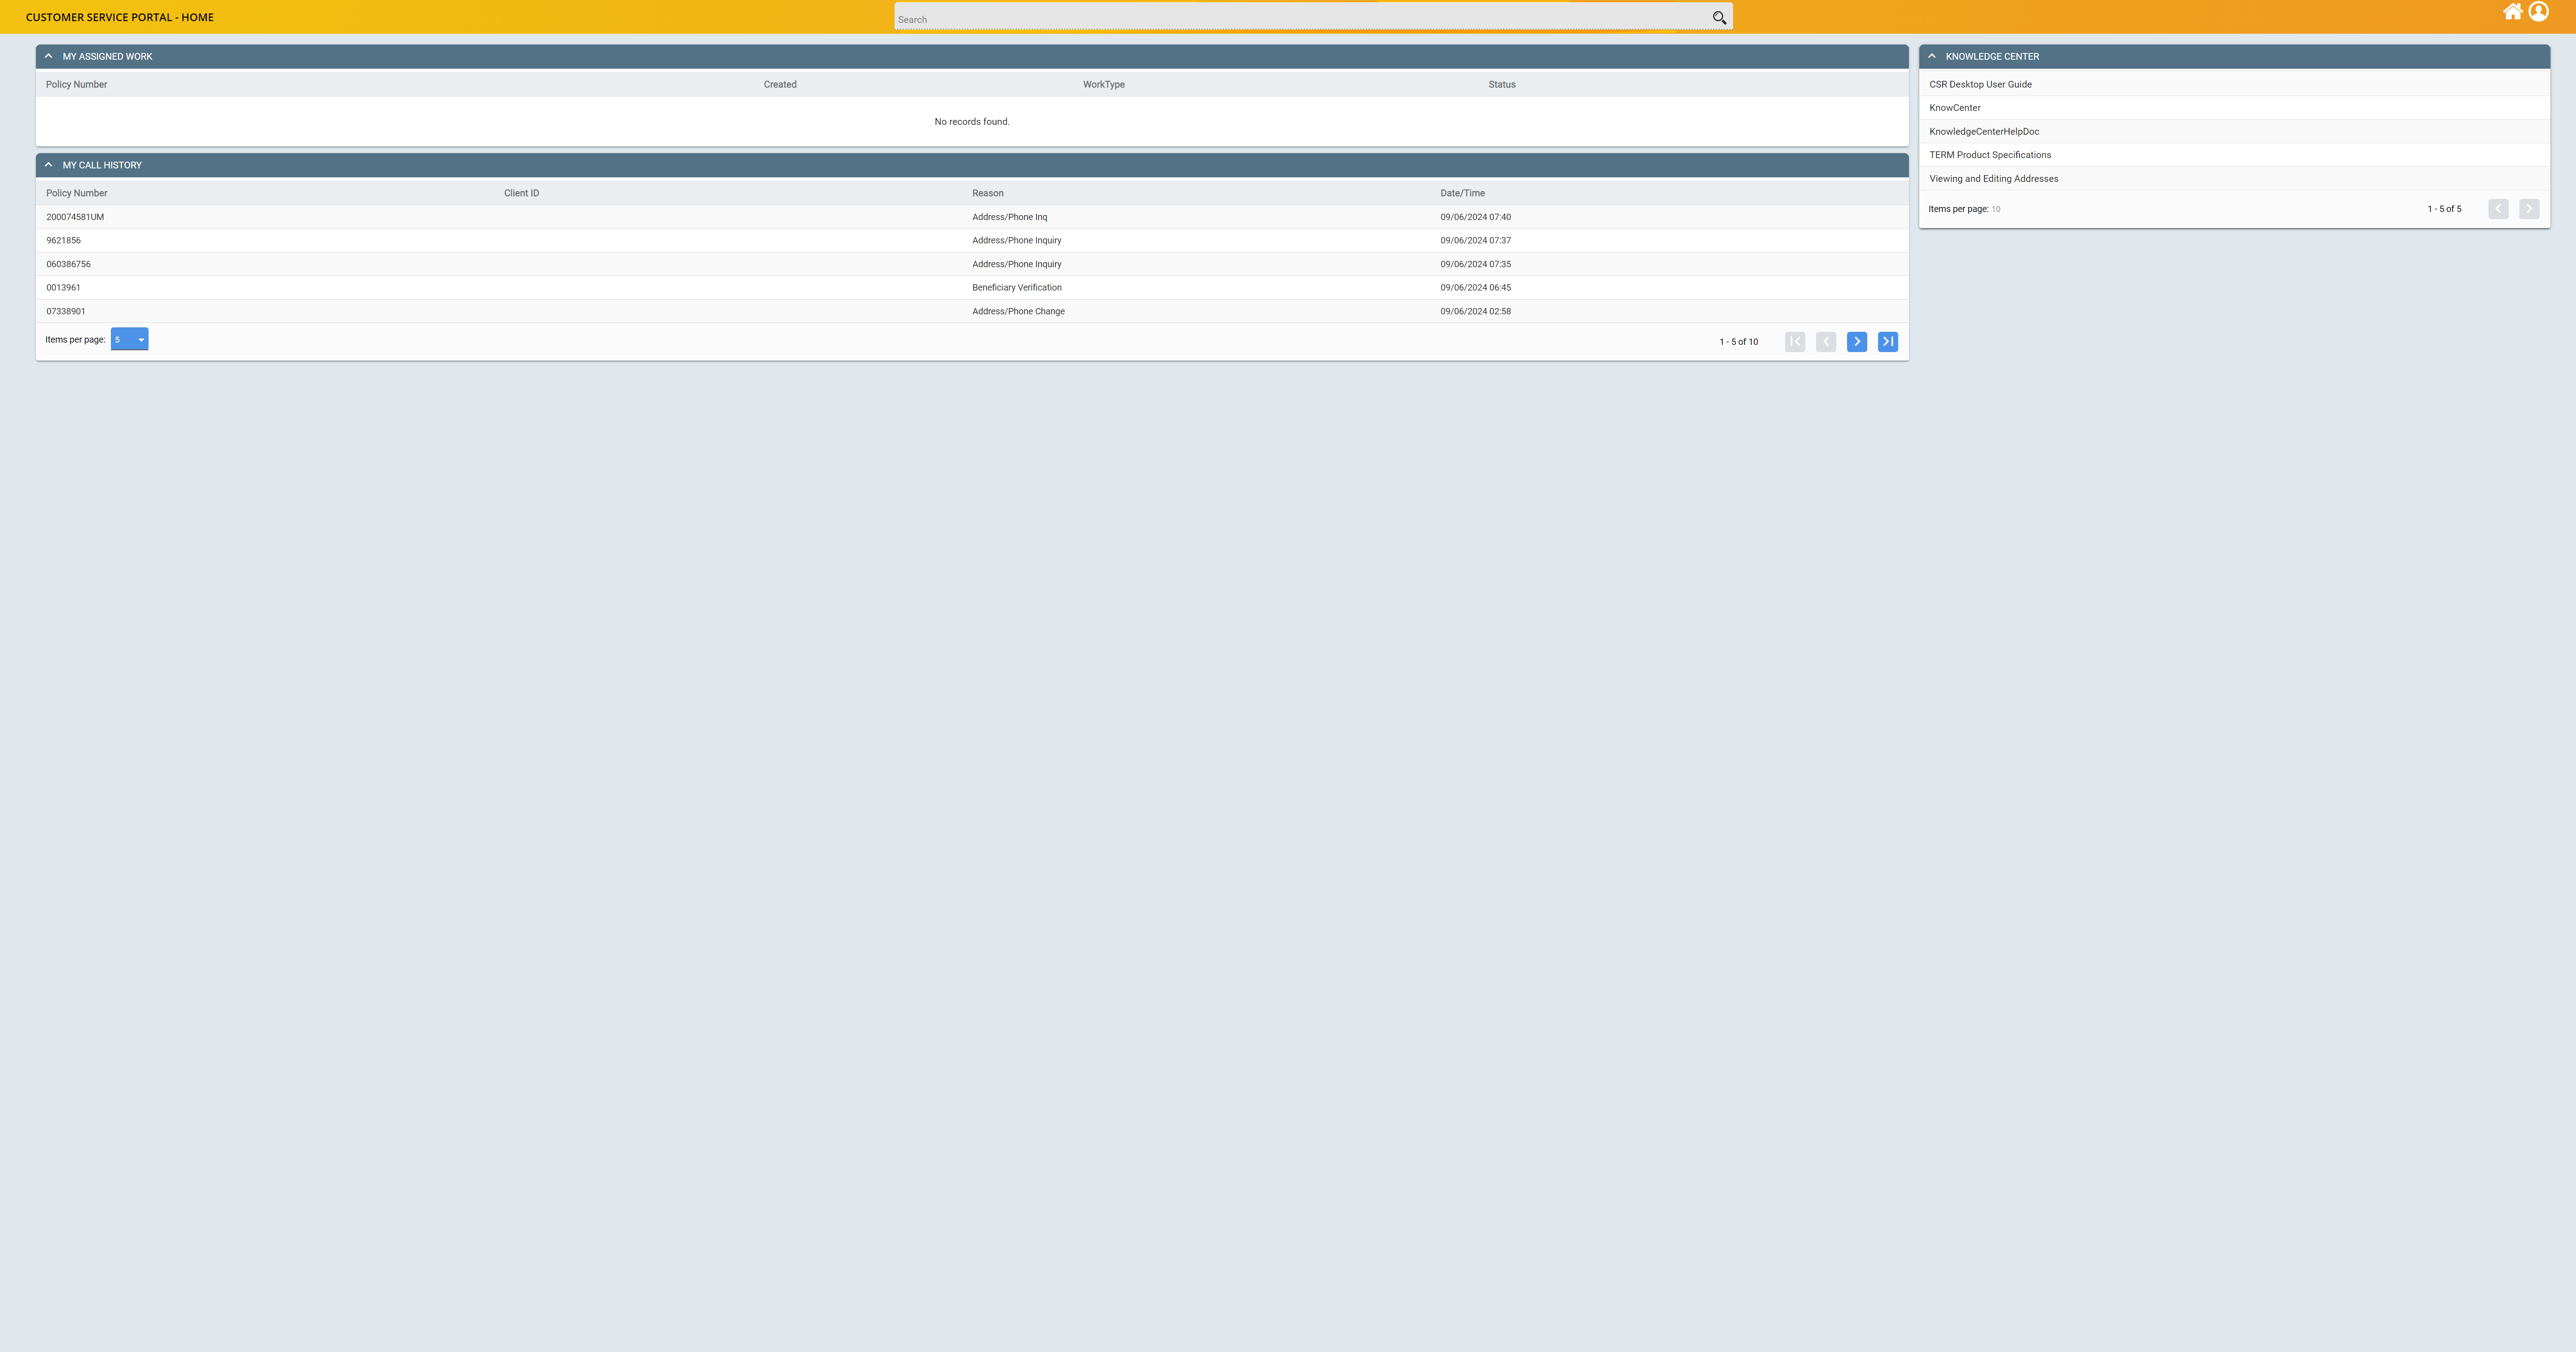 CUSTOMER SERVICE PORTAL - HOME
Search
MY ASSIGNED WORK
Policy Number Created WorkType Status
No records found.
MY CALL HISTORY
Policy Number Client ID Reason Date/Time
200074581UM Address/Phone Inq 09/06/2024 07:40
9621856 Address/Phone Inquiry 09/06/2024 07:37
060386756 Address/Phone Inquiry 09/06/2024 07:35
0013961 Beneficiary Verification 09/06/2024 06:45
07338901 Address/Phone Change 09/06/2024 02:58
Items per page: 5 1 - 5 of 10
KNOWLEDGE CENTER
CSR Desktop User Guide
KnowCenter
KnowledgeCenterHelpDoc
TERM Product Specifications
Viewing and Editing Addresses
Items per page: 10 1 - 5 of 5